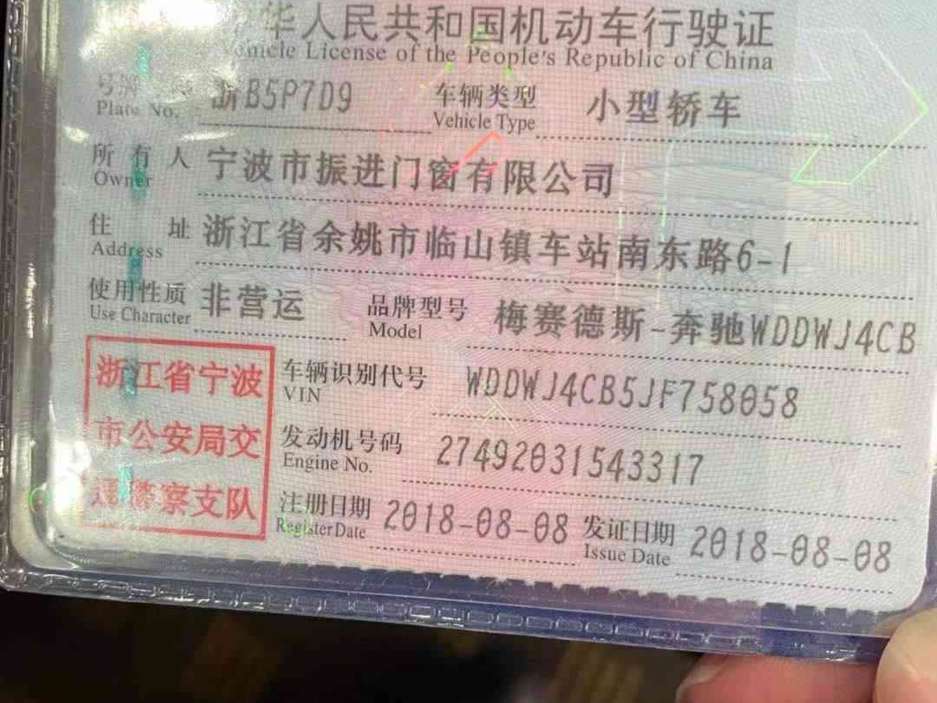 华人民共和国机动车行驶证
Vehicle License of the People's Republic of China
号牌号码 浙B5P7D9 车辆类型 小型轿车
Plate No. Vehicle Type
所有人 宁波市振进门窗有限公司
Owner
住址 浙江省余姚市临山镇车站南东路6-1
Address
使用性质 非营运 品牌型号 梅赛德斯-奔驰WDDWJ4CB
Use Character Model
浙江省宁波 车辆识别代号 WDDWJ4CB5JF758058
VIN
市公安局交 发动机号码 27492031543317
Engine No.
通警察支队 注册日期 2018-08-08 发证日期 2018-08-08
Register Date Issue Date